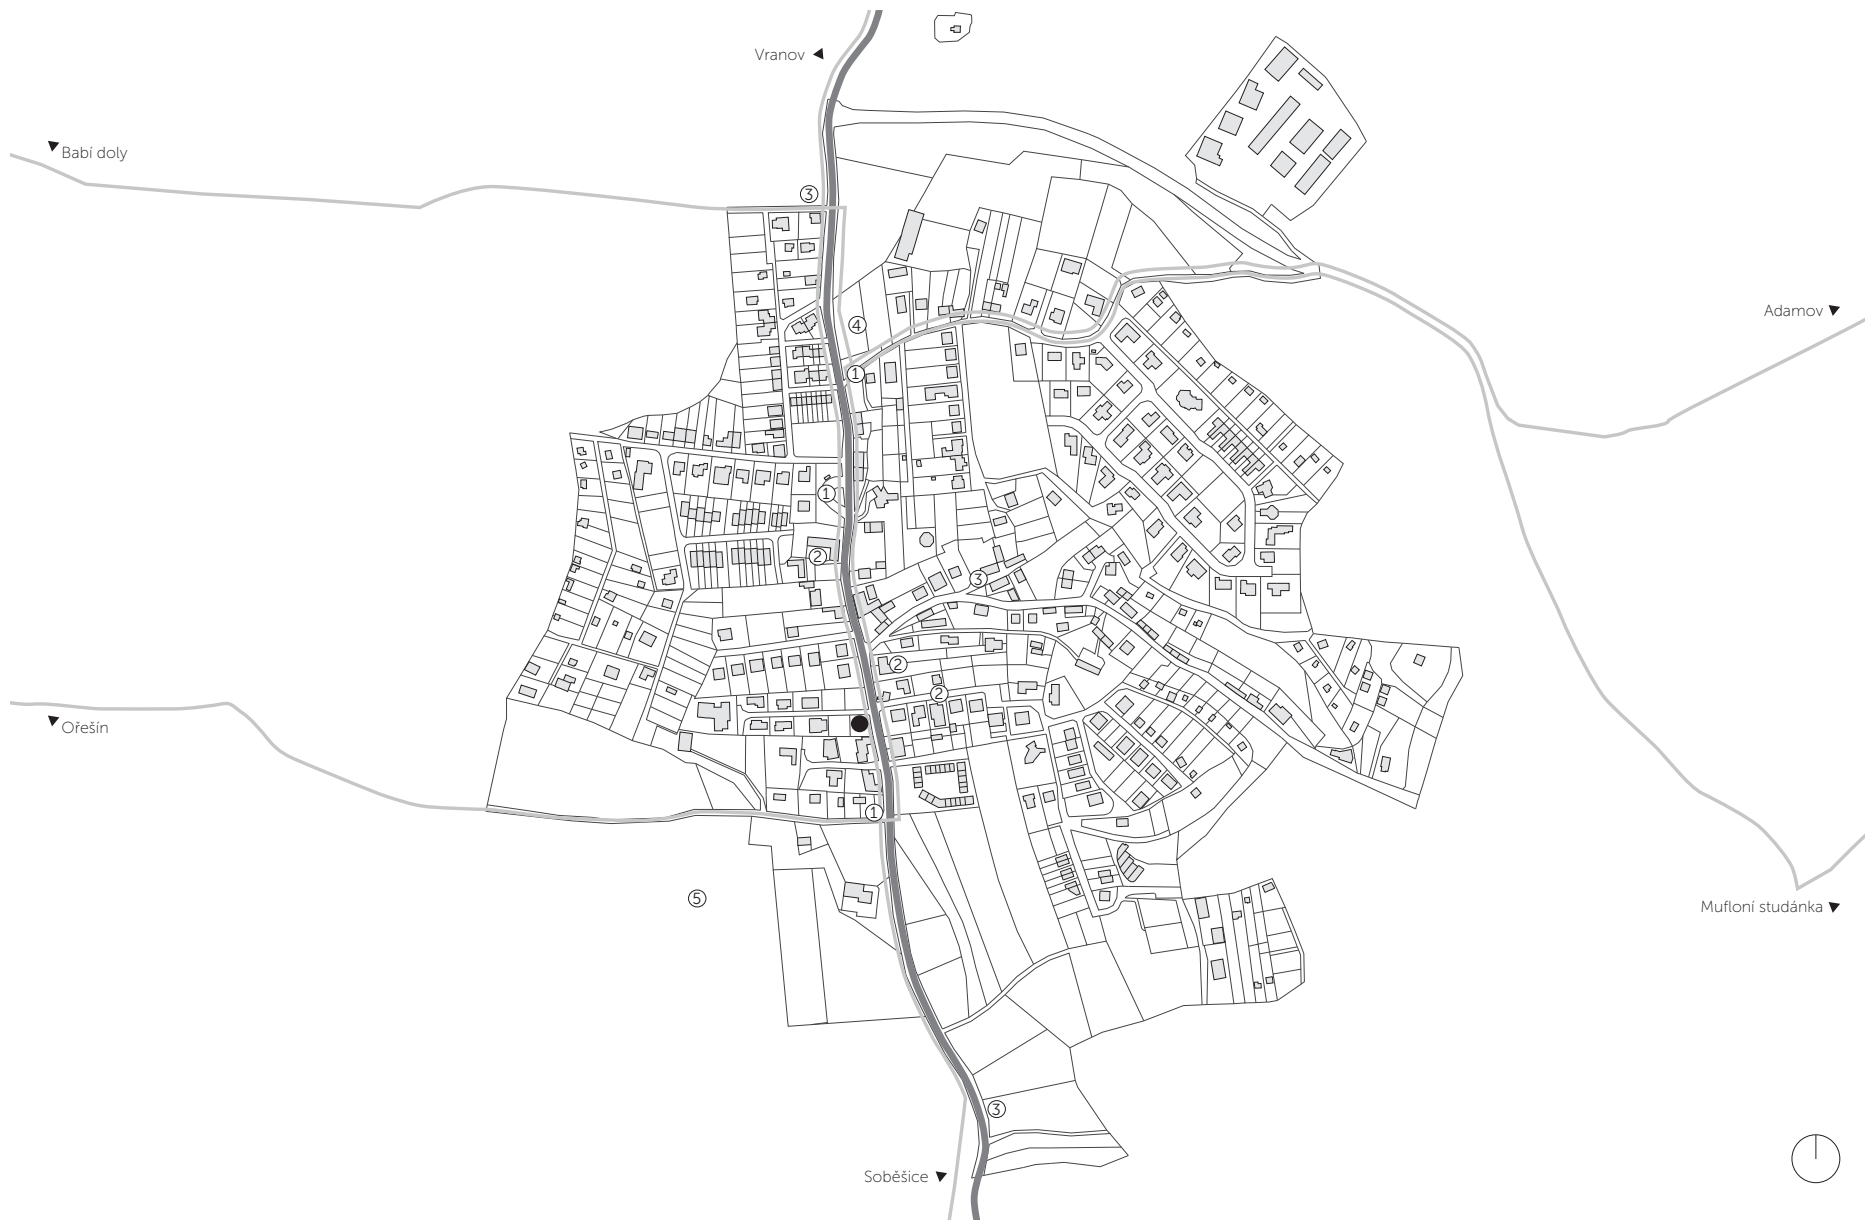 Vranov
Babí doly
③
Adamov
④
①
①
②
③
②
②
①
Ořešín
⑤
Mufloní studánka
③
Soběšice